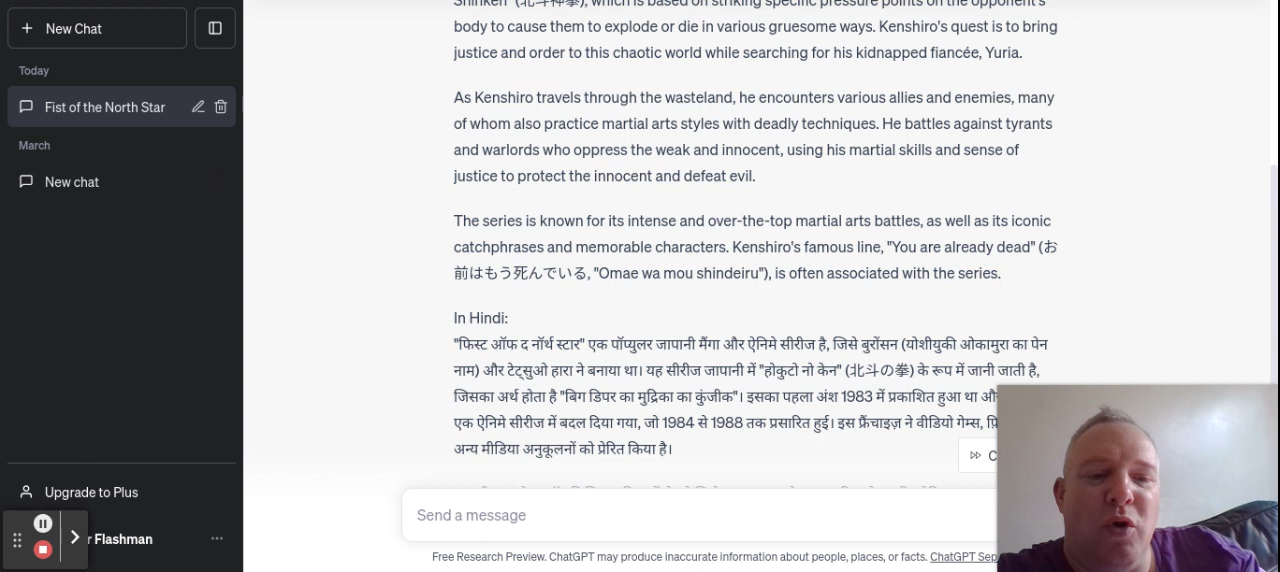 New Chat
Today
Fist of the North Star
March
New chat
Upgrade to Plus
Flashman
(北斗神拳), which is based on striking specific pressure points on the opponent's
body to cause them to explode or die in various gruesome ways. Kenshiro's quest is to bring
justice and order to this chaotic world while searching for his kidnapped fiancée, Yuria.
As Kenshiro travels through the wasteland, he encounters various allies and enemies, many
of whom also practice martial arts styles with deadly techniques. He battles against tyrants
and warlords who oppress the weak and innocent, using his martial skills and sense of
justice to protect the innocent and defeat evil.
The series is known for its intense and over-the-top martial arts battles, as well as its iconic
catchphrases and memorable characters. Kenshiro's famous line, "You are already dead" (お
前はもう死んでいる, "Omae wa mou shindeiru"), is often associated with the series.
In Hindi:
"फिस्ट ऑफ द नॉर्थ स्टार" एक पॉप्युलर जापानी मैंगा और ऐनिमे सीरीज है, जिसे बुरोंसन (योशीयुकी ओकामुरा का पेन
नाम) और टेट्सुओ हारा ने बनाया था। यह सीरीज जापानी में "होकुटो नो केन" (北斗の拳) के रूप में जानी जाती है,
जिसका अर्थ होता है "बिग डिपर का मुद्रिका का कुंजीक"। इसका पहला अंश 1983 में प्रकाशित हुआ था
एक ऐनिमे सीरीज में बदल दिया गया, जो 1984 से 1988 तक प्रसारित हुई। इस फ्रैंचाइज़ ने वीडियो गेम्स,
अन्य मीडिया अनुकूलनों को प्रेरित किया है।
Send a message
Free Research Preview. ChatGPT may produce inaccurate information about people, places, or facts. ChatGPT Sep